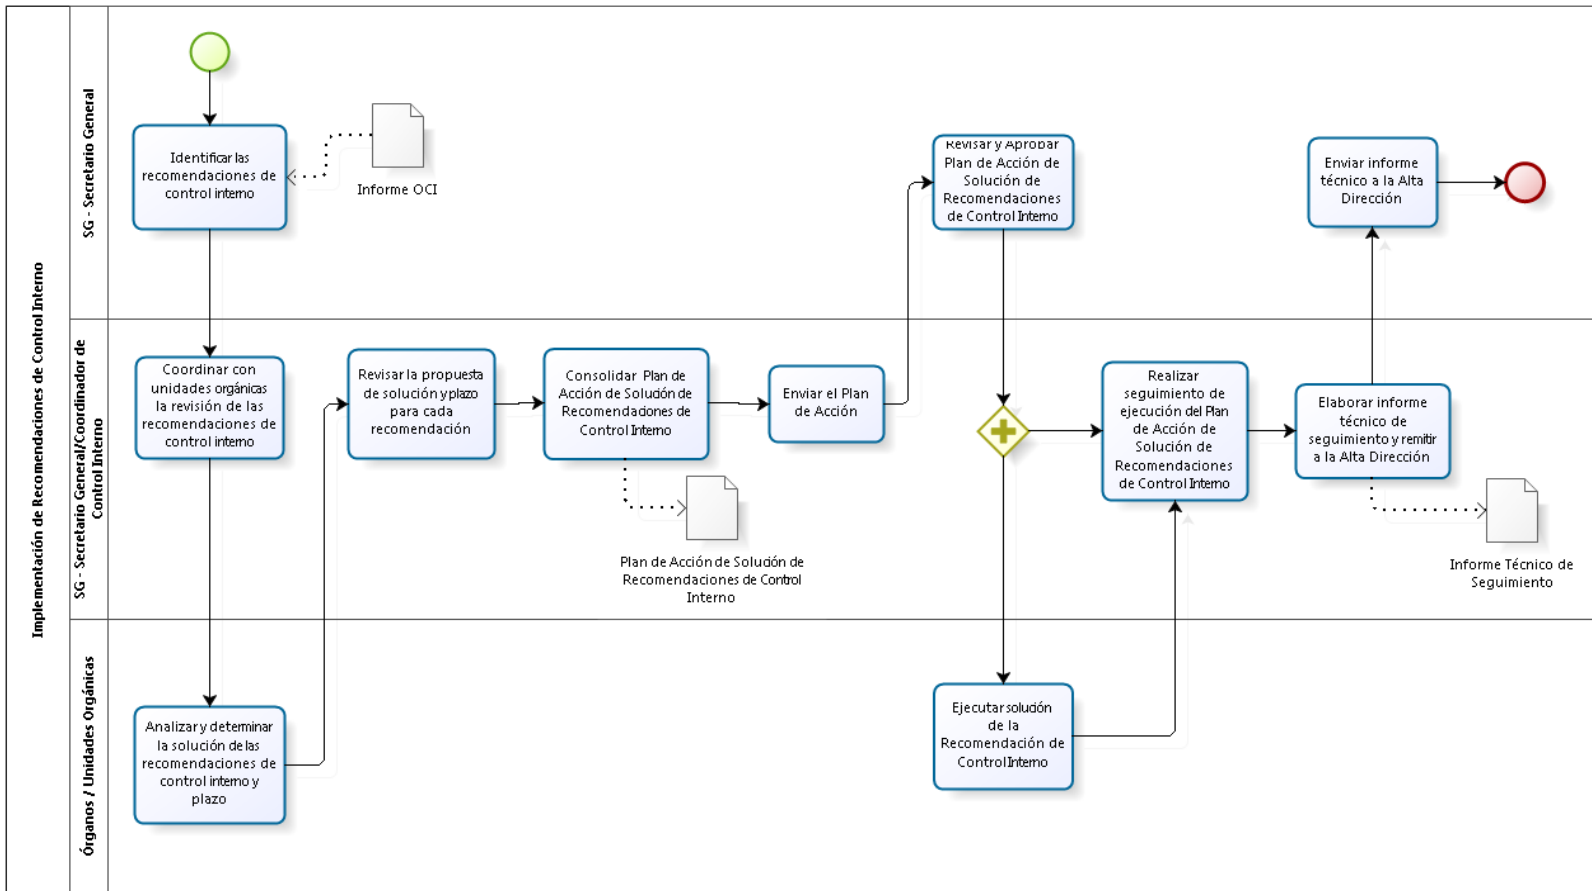 Implementación de Recomendaciones de Control Interno
SG - Secretario General
Identificar las
recomendaciones de
control interno
Informe OCI
Revisar y Aprobar
Plan de Acción de
Solución de
Recomendaciones
de Control Interno
Enviar informe
técnico a la Alta
Dirección
SG - Secretario General/Coordinador de
Control Interno
Coordinar con
unidades orgánicas
la revisión de las
recomendaciones de
control interno
Revisar la propuesta
de solución y plazo
para cada
recomendación
Consolidar Plan de
Acción de Solución de
Recomendaciones de
Control Interno
Enviar el Plan
de Acción
Plan de Acción de Solución de
Recomendaciones de Control
Interno
Realizar
seguimiento de
ejecución del Plan
de Acción de
Solución de
Recomendaciones
de Control Interno
Elaborar informe
técnico de
seguimiento y remitir
a la Alta Dirección
Informe Técnico de
Seguimiento
Órganos / Unidades Orgánicas
Analizar y determinar
la solución de las
recomendaciones de
control interno y
plazo
Ejecutar solución
de la
Recomendación de
Control Interno